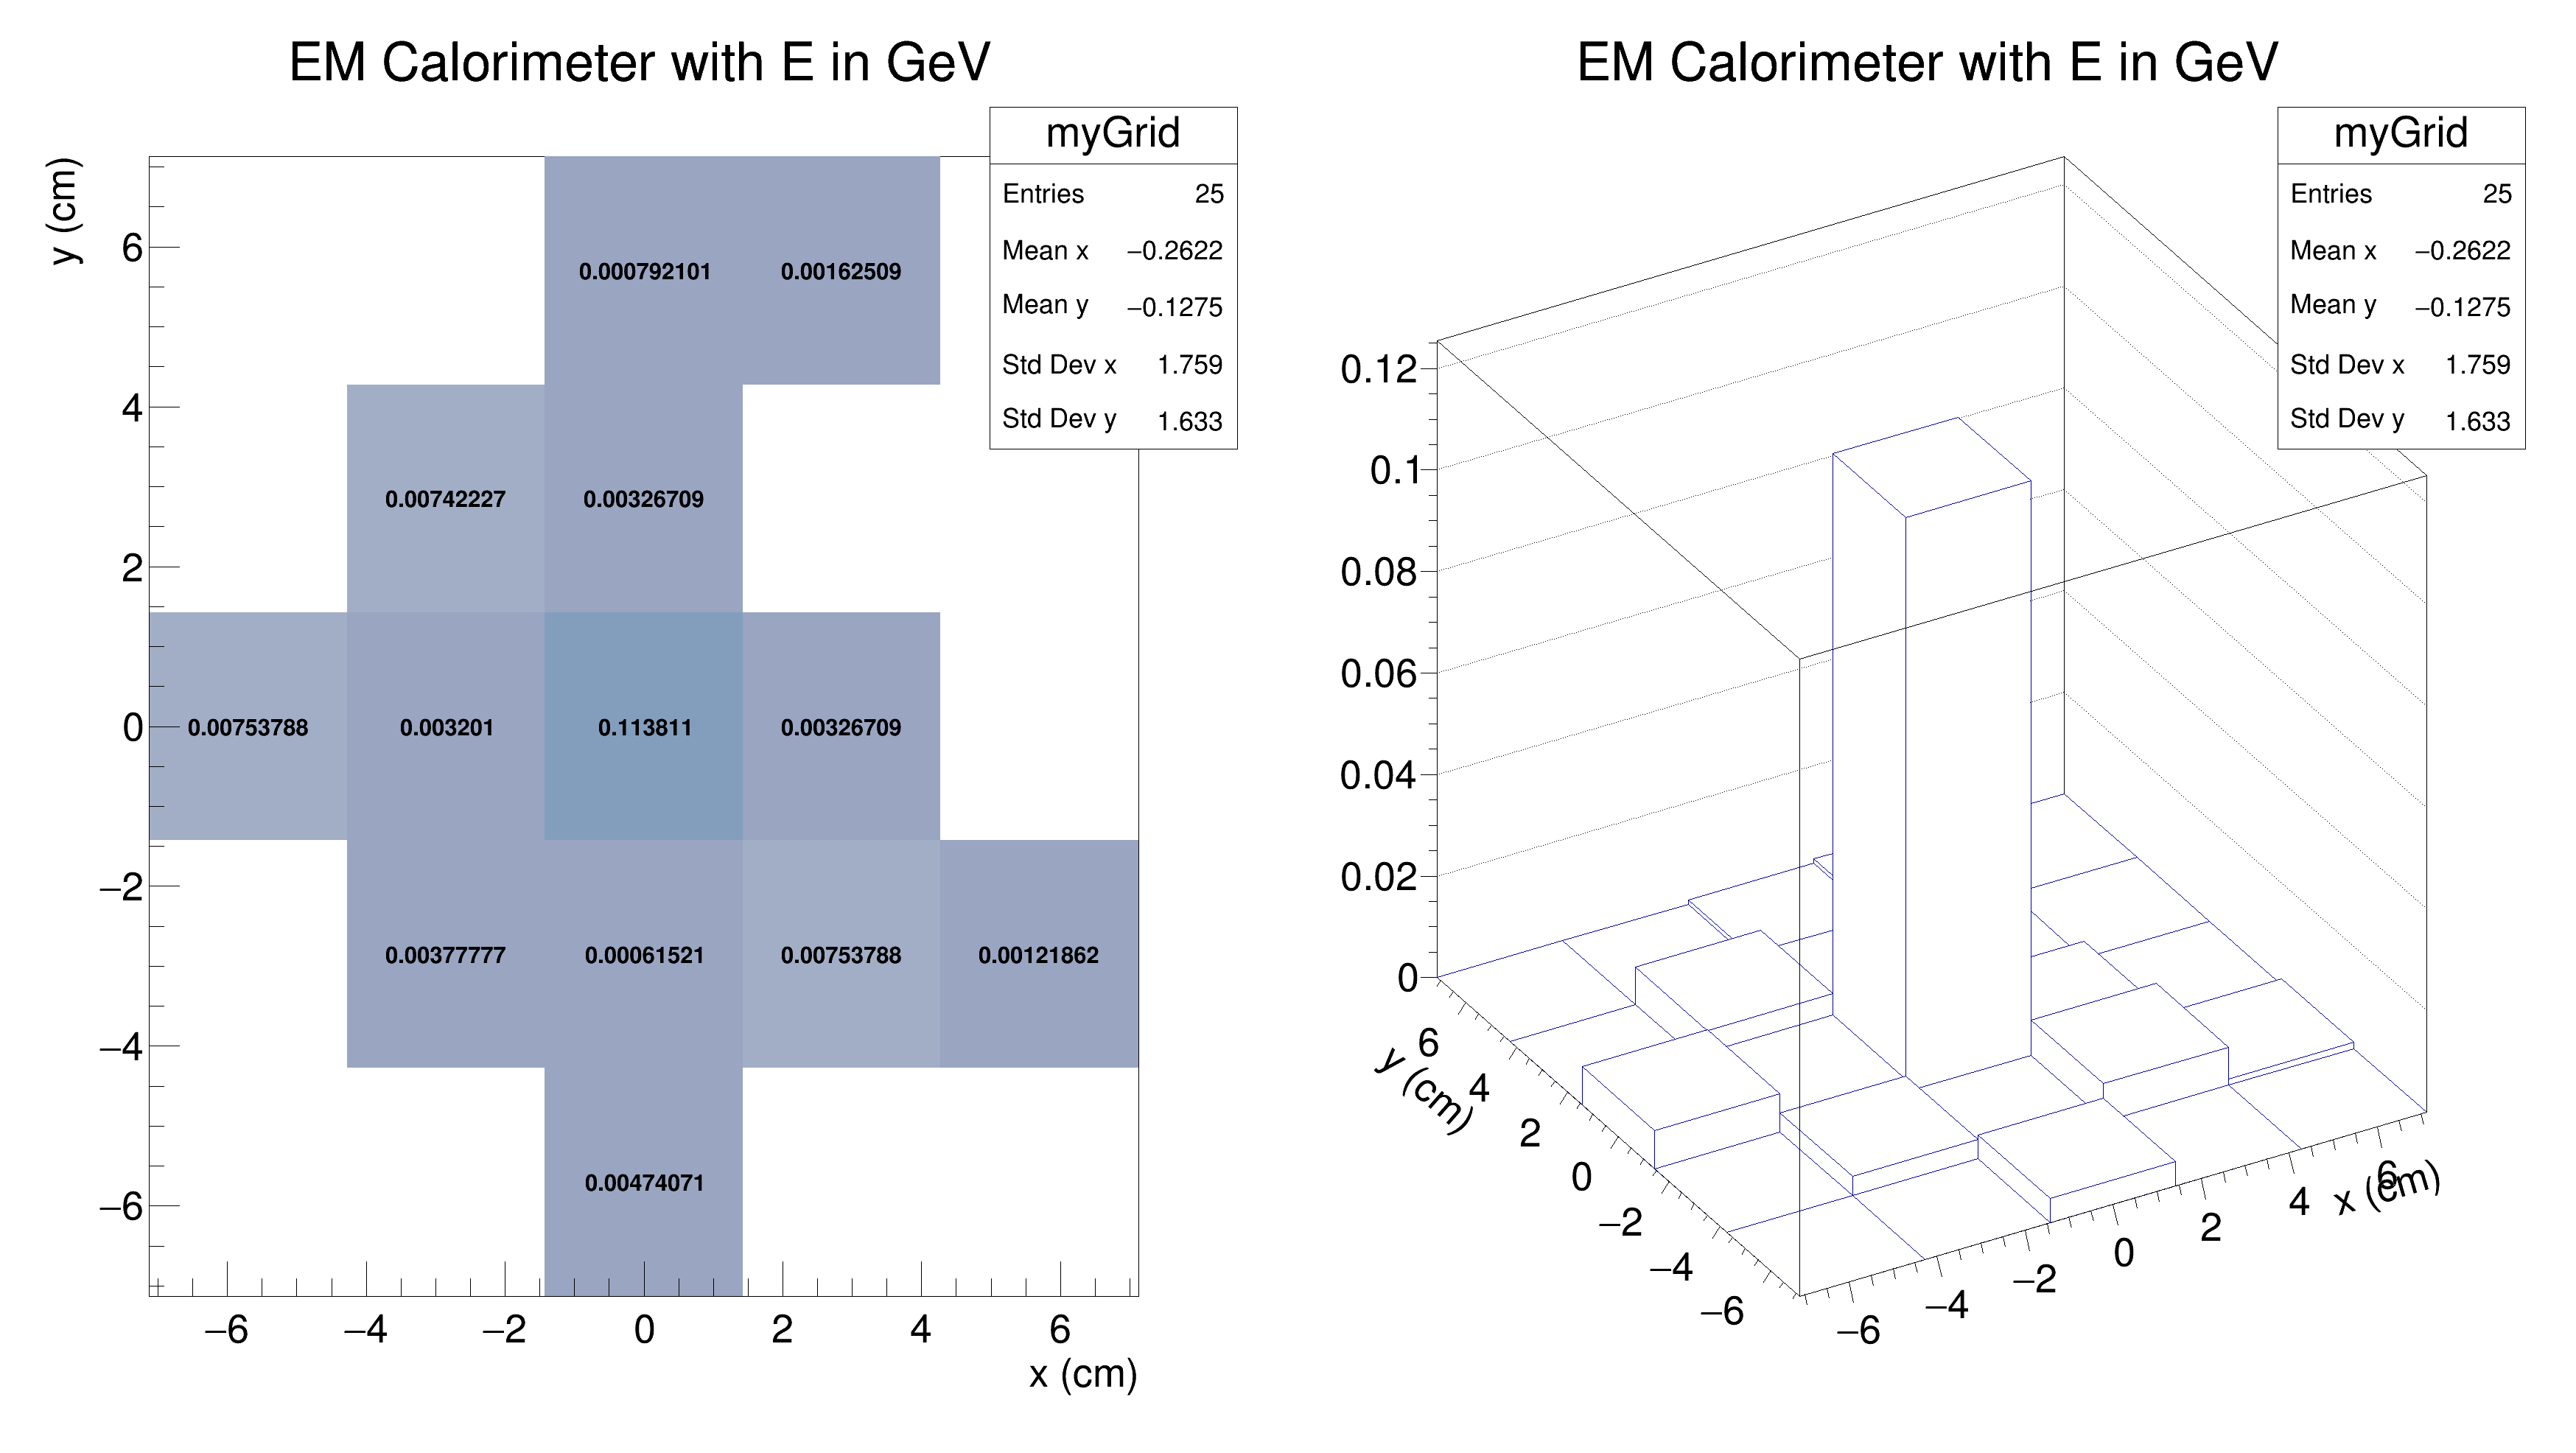 EM Calorimeter with E in GeV
myGrid
Entries 25
Mean x −0.2622
Mean y −0.1275
Std Dev x 1.759
Std Dev y 1.633
y (cm)
6
4
2
0
−2
−4
−6
0.000792101 0.00162509
0.00742227 0.00326709
0.00753788 0.003201 0.113811 0.00326709
0.00377777 0.00061521 0.00753788 0.00121862
0.00474071
−6 −4 −2 0 2 4 6
x (cm)
EM Calorimeter with E in GeV
myGrid
Entries 25
Mean x −0.2622
Mean y −0.1275
Std Dev x 1.759
Std Dev y 1.633
0.12
0.1
0.08
0.06
0.04
0.02
0
y (cm)
6
4
2
0
−2
−4
−6
−6
−4
−2
0
2
4
6
x (cm)